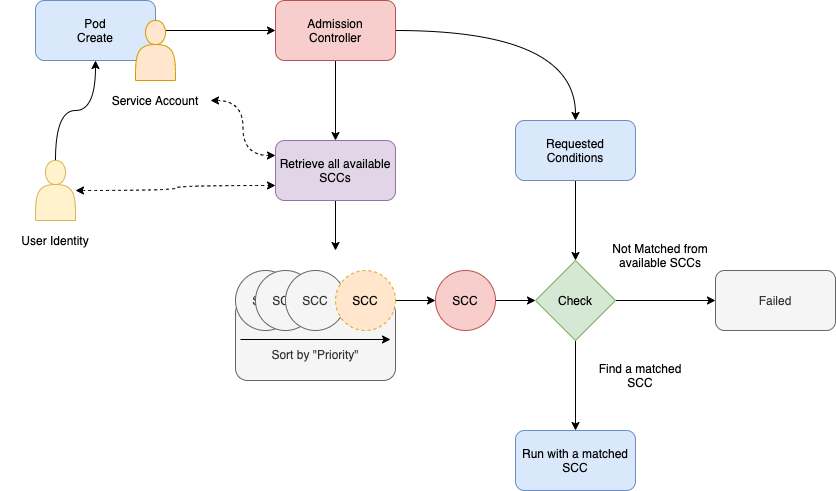 Pod
Create
Admission
Controller
Service Account
Requested
Conditions
Retrieve all available
SCCs
User Identity
Not Matched from
available SCCs
SCC
SCC
SCC
SCC
Check
Failed
Sort by "Priority"
Find a matched
SCC
Run with a matched
SCC